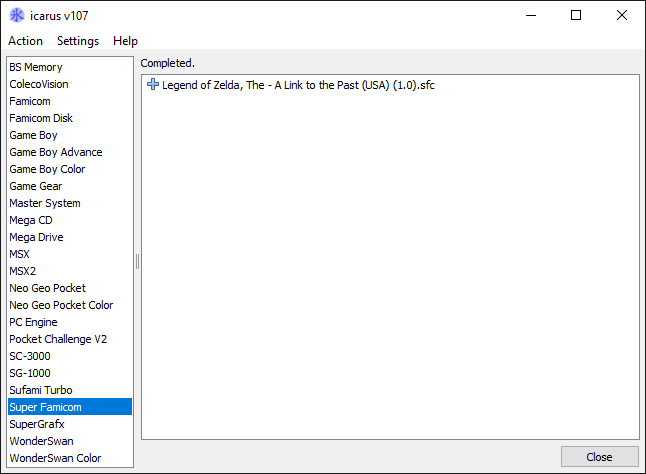 氷 icarus v107
Action Settings Help
BS Memory
ColecoVision
Famicom
Famicom Disk
Game Boy
Game Boy Advance
Game Boy Color
Game Gear
Master System
Mega CD
Mega Drive
MSX
MSX2
Neo Geo Pocket
Neo Geo Pocket Color
PC Engine
Pocket Challenge V2
SC-3000
SG-1000
Sufami Turbo
Super Famicom
SuperGrafx
WonderSwan
WonderSwan Color
Completed.
Legend of Zelda, The - A Link to the Past (USA) (1.0).sfc
Close